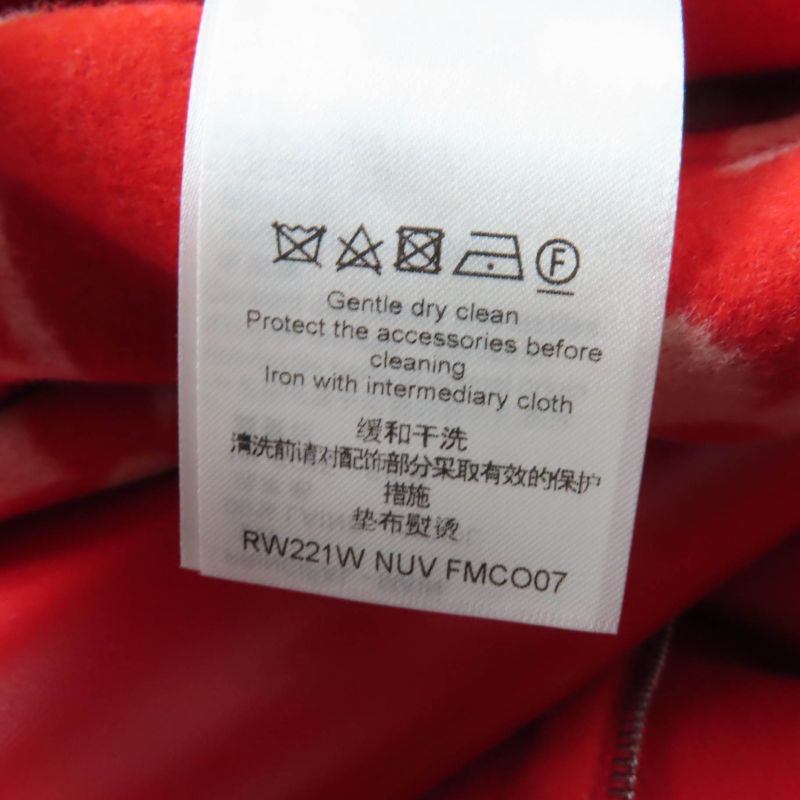 F
Gentle dry clean
Protect the accessories before
cleaning
Iron with intermediary cloth
缓和干洗
清洗前请对配饰部分采取有效的保护
措施
垫布熨烫
RW221W NUV FMCO07